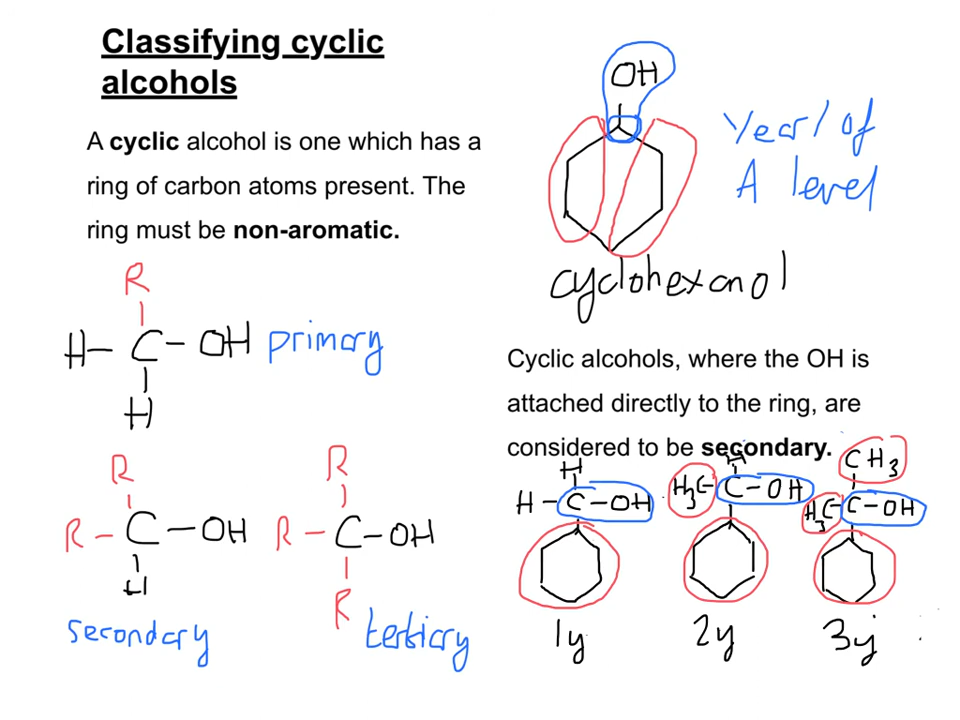 Classifying cyclic
alcohols
A cyclic alcohol is one which has a
ring of carbon atoms present. The
ring must be non-aromatic.
R
H – C – OH primary
H
R
R – C – OH
H
secondary
R
R – C – OH
R
tertiary
OH
Year 1 of
A level
cyclohexanol
Cyclic alcohols, where the OH is
attached directly to the ring, are
considered to be secondary.
H
H – C – OH
1y
H
H3C C – OH
2y
CH3
H3C C – OH
3y